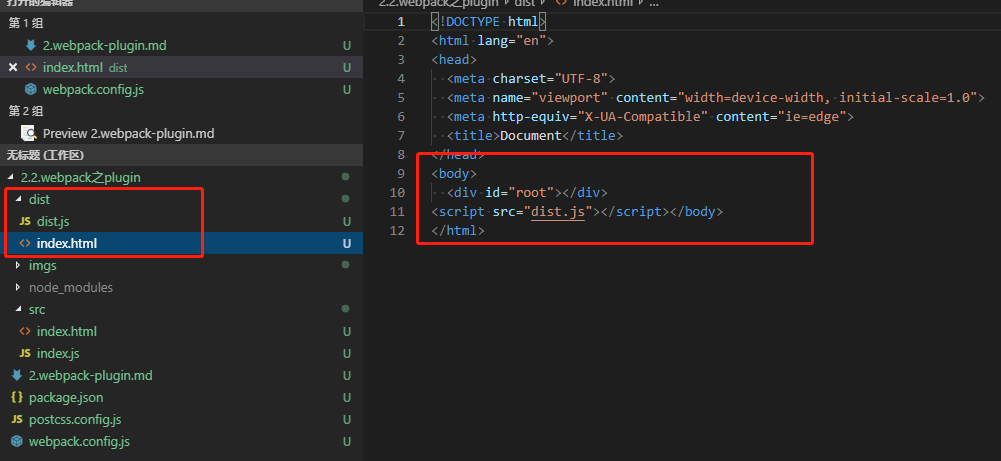 打开的编辑器
第 1 组
2.webpack-plugin.md U
index.html dist U
webpack.config.js U
第 2 组
Preview 2.webpack-plugin.md
无标题 (工作区)
2.2.webpack之plugin
dist
JS dist.js U
<> index.html U
imgs
node_modules
src
<> index.html U
JS index.js U
2.webpack-plugin.md U
{} package.json U
JS postcss.config.js U
webpack.config.js U
2.2.webpack之plugin › dist › <> index.html › ...
1 <!DOCTYPE html>
2 <html lang="en">
3 <head>
4 <meta charset="UTF-8">
5 <meta name="viewport" content="width=device-width, initial-scale=1.0">
6 <meta http-equiv="X-UA-Compatible" content="ie=edge">
7 <title>Document</title>
8 </head>
9 <body>
10 <div id="root"></div>
11 <script src="dist.js"></script></body>
12 </html>